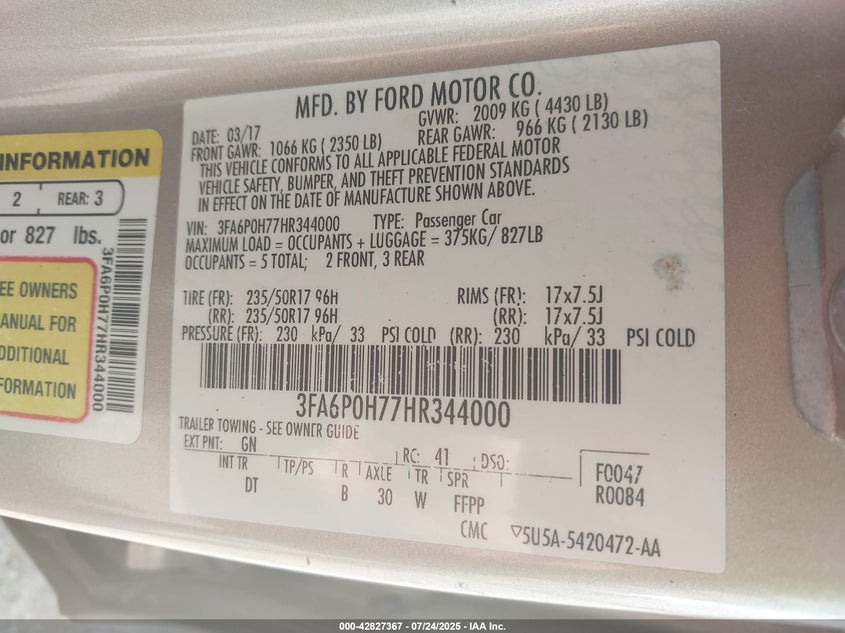 INFORMATION
2 REAR: 3
or 827 lbs.
EE OWNERS
ANUAL FOR
DDITIONAL
FORMATION
3FA6P0H77HR344000
MFD. BY FORD MOTOR CO.
DATE: 03/17 GVWR: 2009 KG ( 4430 LB)
FRONT GAWR: 1066 KG ( 2350 LB) REAR GAWR: 966 KG ( 2130 LB)
THIS VEHICLE CONFORMS TO ALL APPLICABLE FEDERAL MOTOR
VEHICLE SAFETY, BUMPER, AND THEFT PREVENTION STANDARDS
IN EFFECT ON THE DATE OF MANUFACTURE SHOWN ABOVE.
VIN: 3FA6P0H77HR344000 TYPE: Passenger Car
MAXIMUM LOAD = OCCUPANTS + LUGGAGE = 375KG/ 827LB
OCCUPANTS = 5 TOTAL; 2 FRONT, 3 REAR
TIRE (FR): 235/50R17 96H RIMS (FR): 17x7.5J
(RR): 235/50R17 96H (RR): 17x7.5J
PRESSURE (FR): 230 kPa/ 33 PSI COLD (RR): 230 kPa/ 33 PSI COLD
3FA6P0H77HR344000
TRAILER TOWING - SEE OWNER GUIDE
EXT PNT: GN RC: 41 DSO:
INT TR TP/PS R AXLE TR SPR F0047
DT B 30 W FFPP R0084
CMC 5U5A-5420472-AA
000-42827367 - 07/24/2025 - IAA Inc.